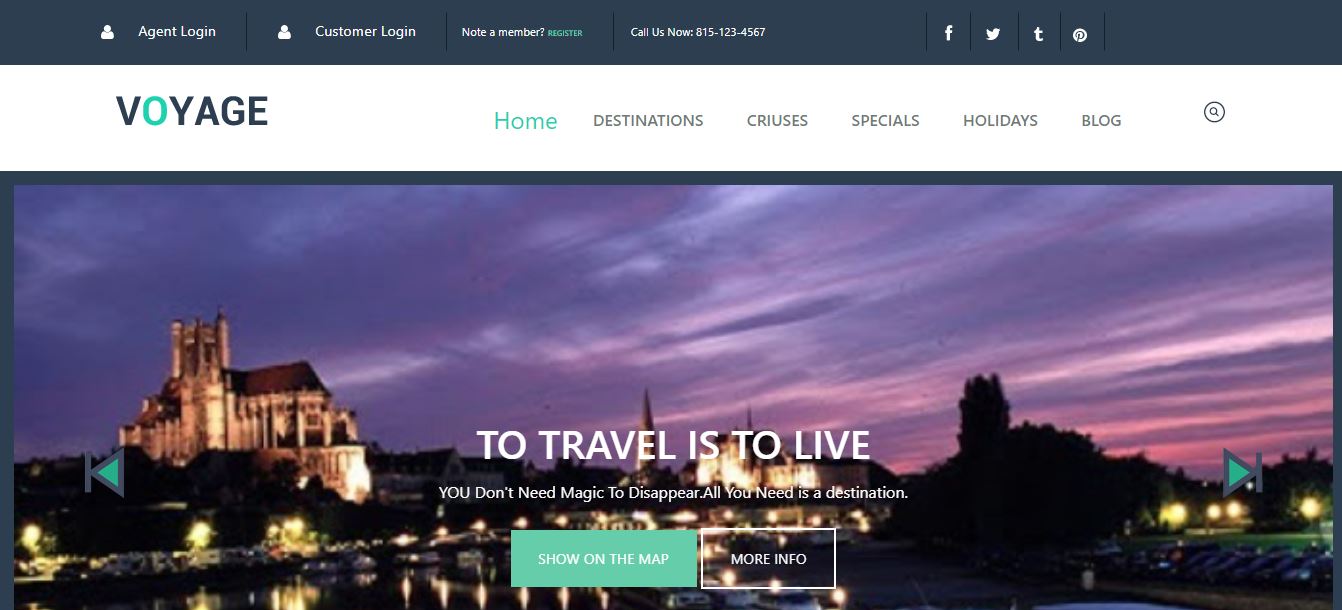 Agent Login
Customer Login
Note a member? REGISTER
Call Us Now: 815-123-4567
VOYAGE
Home
DESTINATIONS
CRIUSES
SPECIALS
HOLIDAYS
BLOG
TO TRAVEL IS TO LIVE
YOU Don't Need Magic To Disappear.All You Need is a destination.
SHOW ON THE MAP
MORE INFO